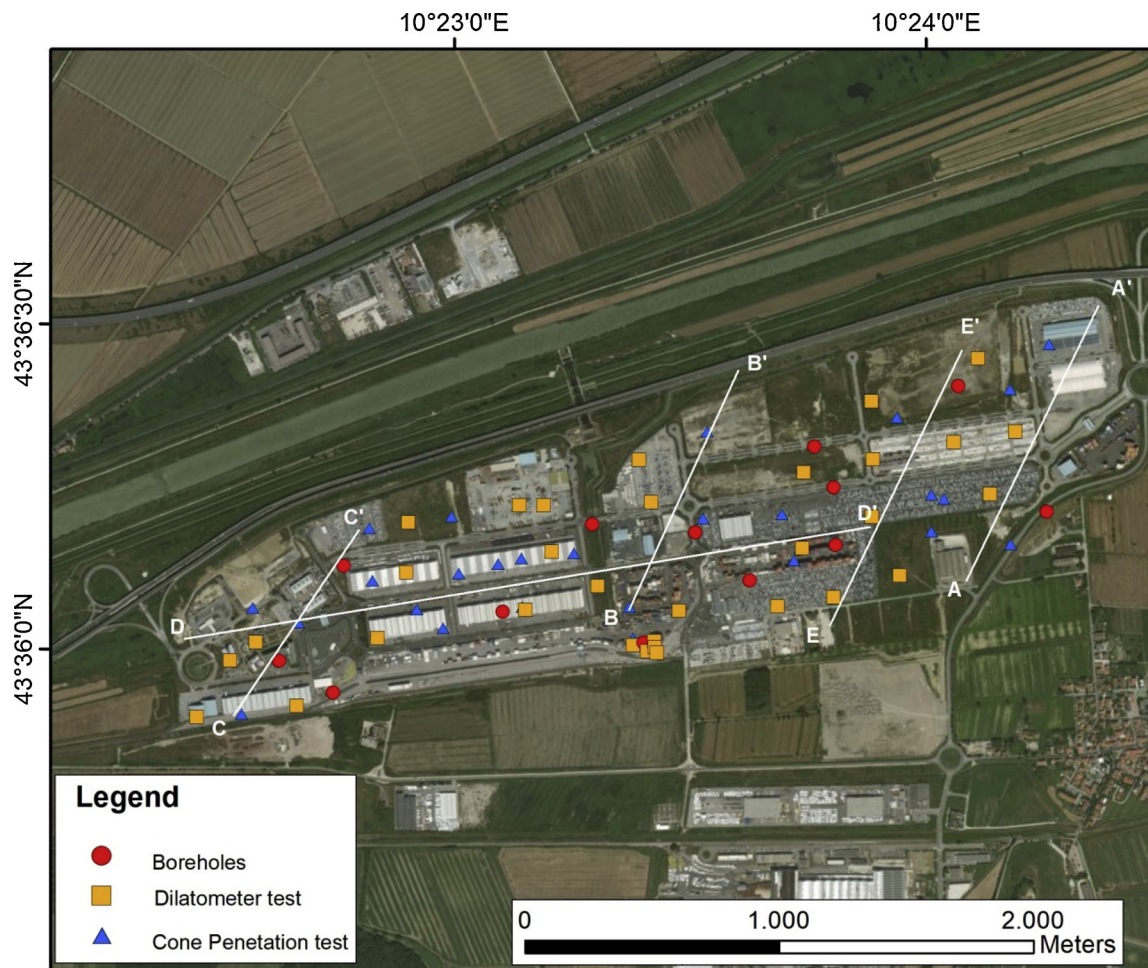 10°23'0"E 10°24'0"E
43°36'30"N
43°36'0"N
A'
E'
B'
C'
D'
D
B
A
E
C
Legend
Boreholes
Dilatometer test
Cone Penetation test
0 1.000 2.000
Meters